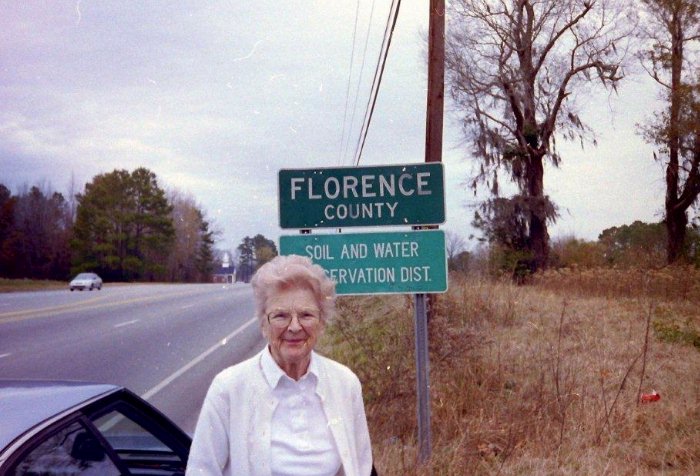 FLORENCE
COUNTY
SOIL AND WATER
SERVATION DIST.